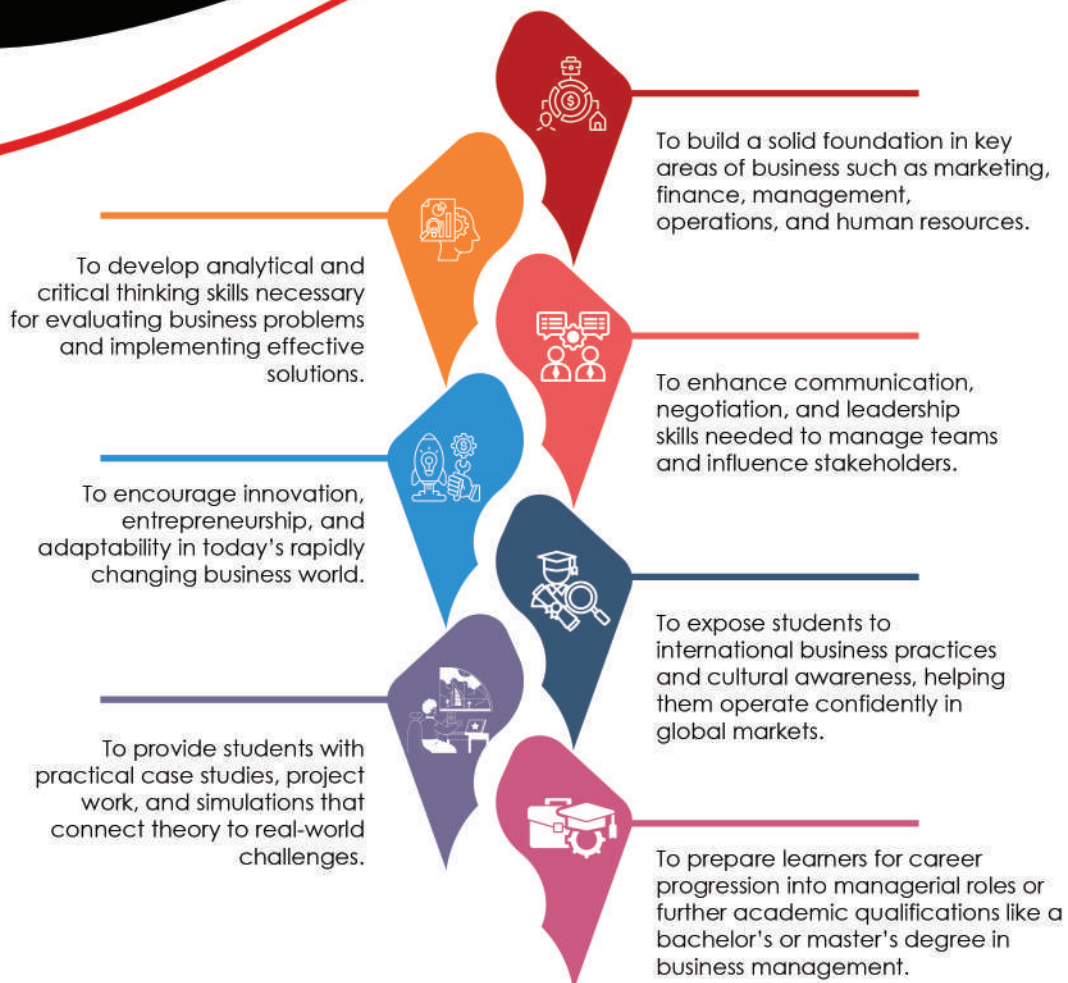 To build a solid foundation in key
areas of business such as marketing,
finance, management,
operations, and human resources.
To develop analytical and
critical thinking skills necessary
for evaluating business problems
and implementing effective
solutions.
To enhance communication,
negotiation, and leadership
skills needed to manage teams
and influence stakeholders.
To encourage innovation,
entrepreneurship, and
adaptability in today’s rapidly
changing business world.
To expose students to
international business practices
and cultural awareness, helping
them operate confidently in
global markets.
To provide students with
practical case studies, project
work, and simulations that
connect theory to real-world
challenges.
To prepare learners for career
progression into managerial roles or
further academic qualifications like a
bachelor’s or master’s degree in
business management.